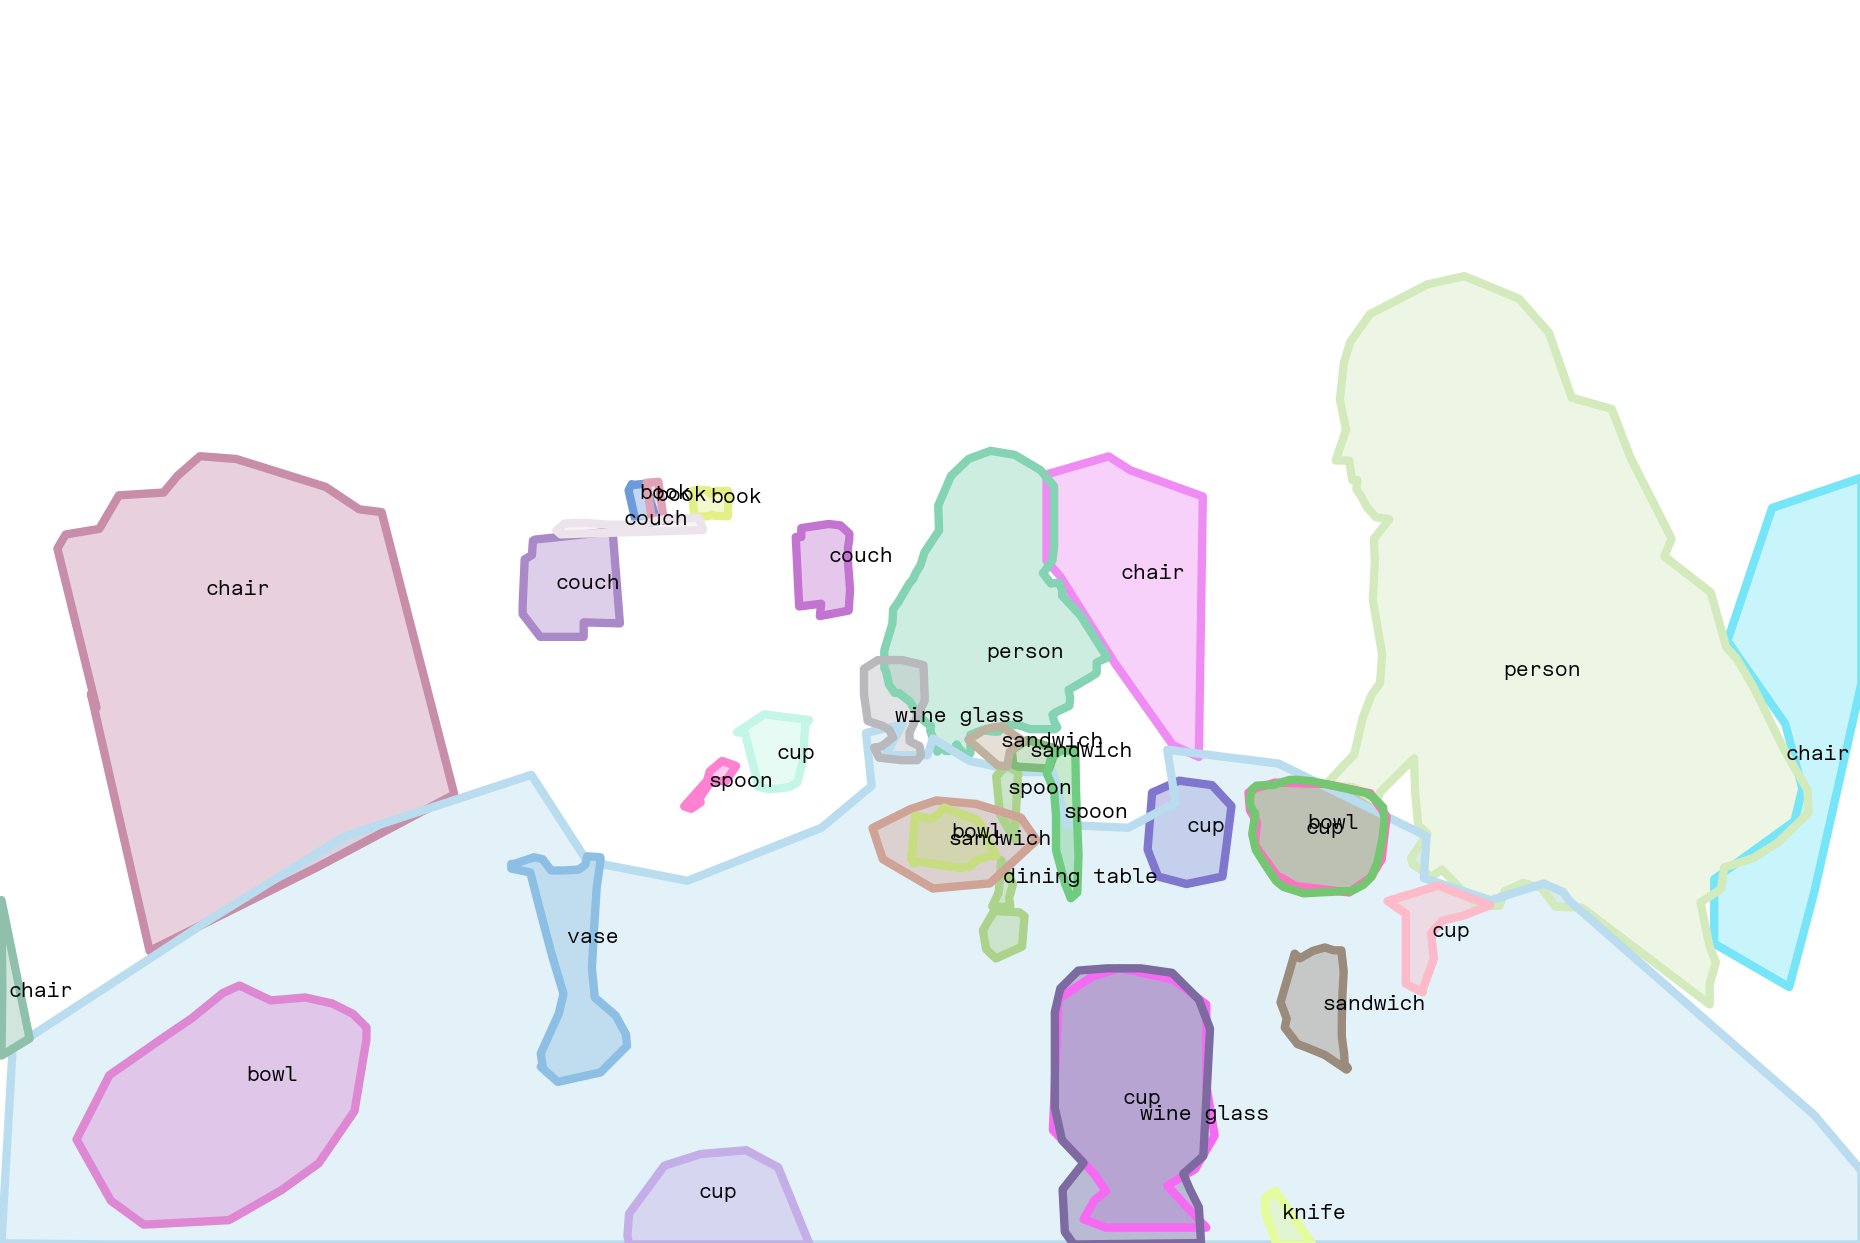 book
book
book
couch
couch
couch
chair
chair
person
person
wine glass
sandwich
sandwich
cup
chair
spoon
spoon
spoon
cup
bowl
cup
bowl
sandwich
dining table
cup
vase
chair
sandwich
bowl
cup
wine glass
cup
knife